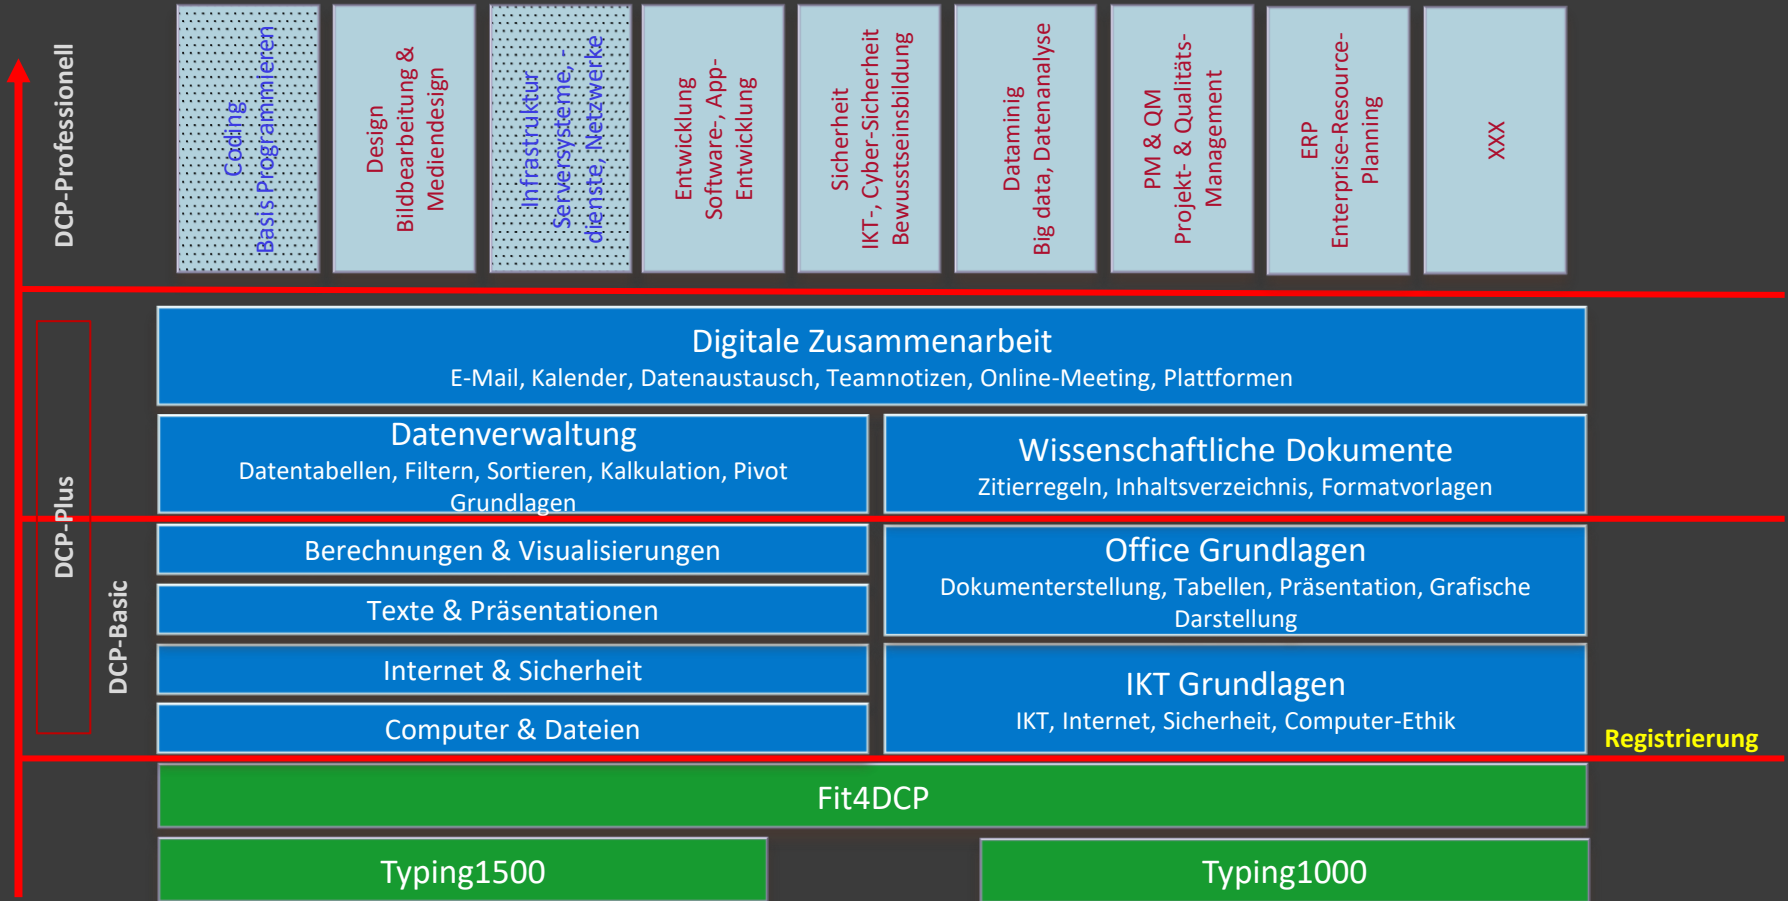 DCP-Professionell
Coding
Basis Programmieren
Design
Bildbearbeitung &
Mediendesign
Infrastruktur
Serversysteme, -
dienste, Netzwerke
Entwicklung
Software-, App-
Entwicklung
Sicherheit
IKT-, Cyber-Sicherheit
Bewusstseinsbildung
Dataminig
Big data, Datenanalyse
PM & QM
Projekt- & Qualitäts-
Management
ERP
Enterprise-Resource-
Planning
XXX
DCP-Plus
Digitale Zusammenarbeit
E-Mail, Kalender, Datenaustausch, Teamnotizen, Online-Meeting, Plattformen
Datenverwaltung
Datentabellen, Filtern, Sortieren, Kalkulation, Pivot
Grundlagen
Wissenschaftliche Dokumente
Zitierregeln, Inhaltsverzeichnis, Formatvorlagen
DCP-Basic
Berechnungen & Visualisierungen
Texte & Präsentationen
Internet & Sicherheit
Computer & Dateien
Office Grundlagen
Dokumenterstellung, Tabellen, Präsentation, Grafische
Darstellung
IKT Grundlagen
IKT, Internet, Sicherheit, Computer-Ethik
Registrierung
Fit4DCP
Typing1500
Typing1000